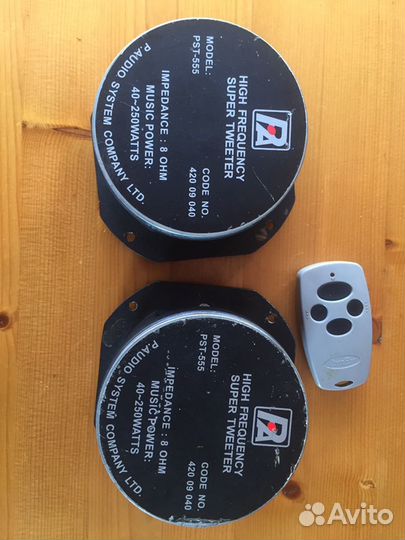 PA
HIGH FREQUENCY
SUPER TWEETER
MODEL:
PST-555
CODE NO.
420 09 040
IMPEDANCE : 8 OHM
MUSIC POWER:
40~250WATTS
P.AUDIO SYSTEM COMPANY LTD.
PA
HIGH FREQUENCY
SUPER TWEETER
MODEL:
PST-555
CODE NO.
420 09 040
IMPEDANCE : 8 OHM
MUSIC POWER:
40~250WATTS
P.AUDIO SYSTEM COMPANY LTD.
Avito